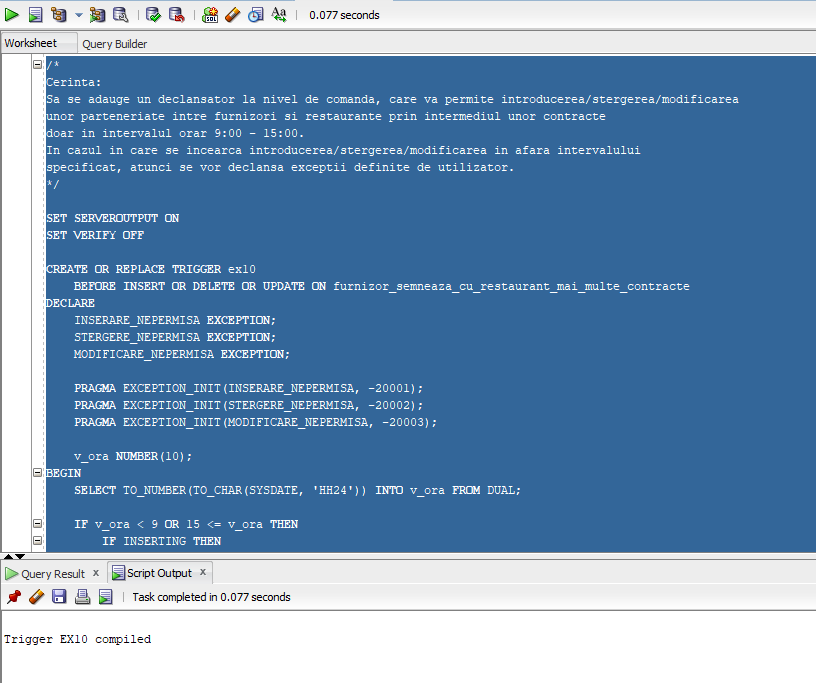 0.077 seconds
Worksheet Query Builder
/*
Cerinta:
Sa se adauge un declansator la nivel de comanda, care va permite introducerea/stergerea/modificarea
unor parteneriate intre furnizori si restaurante prin intermediul unor contracte
doar in intervalul orar 9:00 - 15:00.
In cazul in care se incearca introducerea/stergerea/modificarea in afara intervalului
specificat, atunci se vor declansa exceptii definite de utilizator.
*/
SET SERVEROUTPUT ON
SET VERIFY OFF
CREATE OR REPLACE TRIGGER ex10
BEFORE INSERT OR DELETE OR UPDATE ON furnizor_semneaza_cu_restaurant_mai_multe_contracte
DECLARE
INSERARE_NEPERMISA EXCEPTION;
STERGERE_NEPERMISA EXCEPTION;
MODIFICARE_NEPERMISA EXCEPTION;
PRAGMA EXCEPTION_INIT(INSERARE_NEPERMISA, -20001);
PRAGMA EXCEPTION_INIT(STERGERE_NEPERMISA, -20002);
PRAGMA EXCEPTION_INIT(MODIFICARE_NEPERMISA, -20003);
v_ora NUMBER(10);
BEGIN
SELECT TO_NUMBER(TO_CHAR(SYSDATE, 'HH24')) INTO v_ora FROM DUAL;
IF v_ora < 9 OR 15 <= v_ora THEN
IF INSERTING THEN
Query Result x Script Output x
Task completed in 0.077 seconds
Trigger EX10 compiled